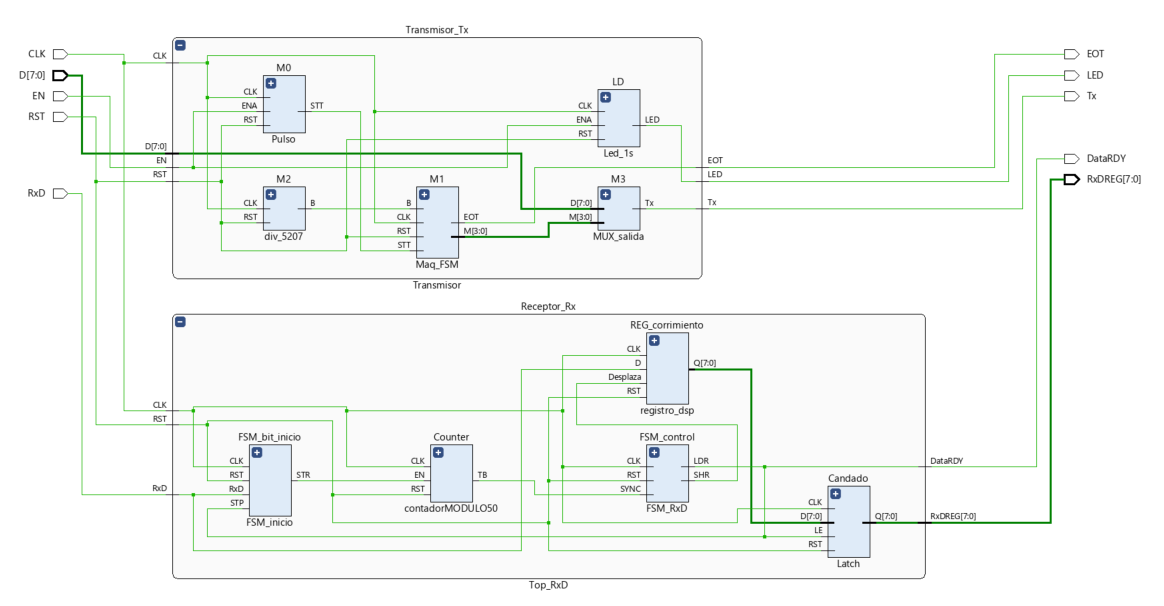 Transmisor_Tx
CLK
D[7:0]
EN
RST
RxD
CLK
D[7:0]
EN
RST
M0
CLK
ENA
RST
STT
Pulso
LD
CLK
ENA
RST
LED
Led_1s
M2
CLK
RST
B
div_5207
M1
B
CLK
RST
STT
EOT
M[3:0]
Maq_FSM
M3
D[7:0]
M[3:0]
Tx
MUX_salida
EOT
LED
Tx
Transmisor
EOT
LED
Tx
DataRDY
RxDREG[7:0]
Receptor_Rx
CLK
RST
RxD
REG_corrimiento
CLK
D
Desplaza
RST
Q[7:0]
registro_dsp
FSM_bit_inicio
CLK
RST
RxD
STP
STR
FSM_inicio
Counter
CLK
EN
RST
TB
contadorMODULO50
FSM_control
CLK
RST
SYNC
LDR
SHR
FSM_RxD
Candado
CLK
D[7:0]
LE
RST
Q[7:0]
Latch
DataRDY
RxDREG[7:0]
Top_RxD